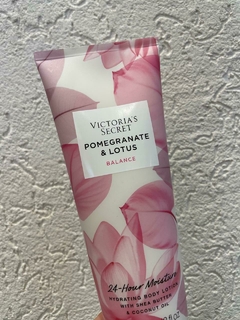 VICTORIA'S
SECRET
POMEGRANATE
& LOTUS
BALANCE
24-Hour Moisture
HYDRATING BODY LOTION
WITH SHEA BUTTER
& COCONUT OIL